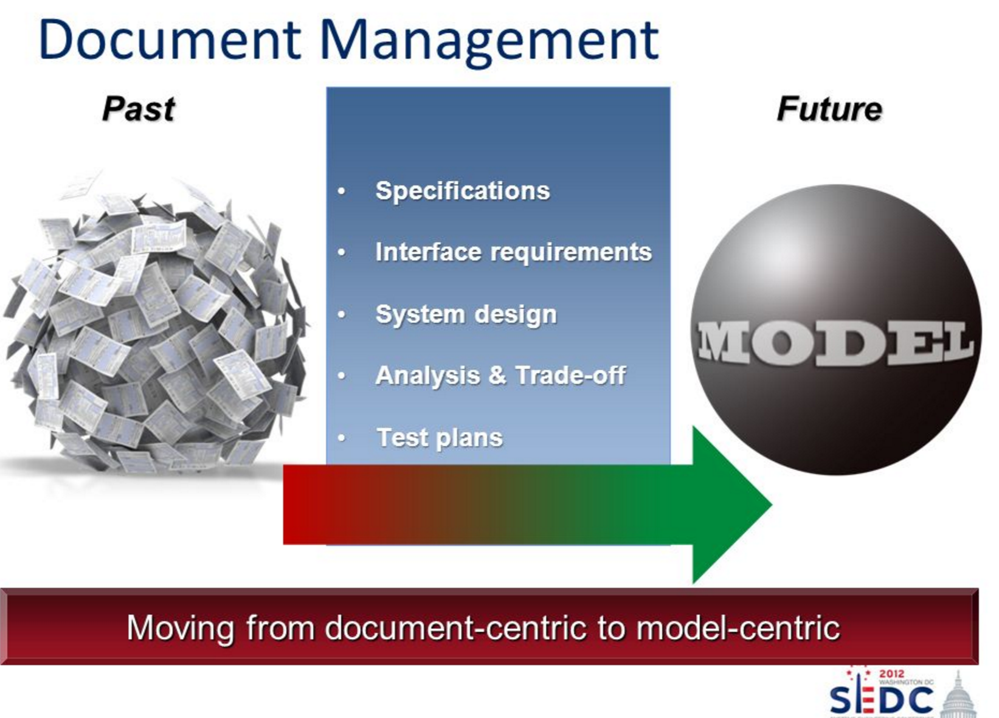 Document Management
Past
Future
• Specifications
• Interface requirements
• System design
• Analysis & Trade-off
• Test plans
MODEL
Moving from document-centric to model-centric
2012
WASHINGTON DC
SEDC